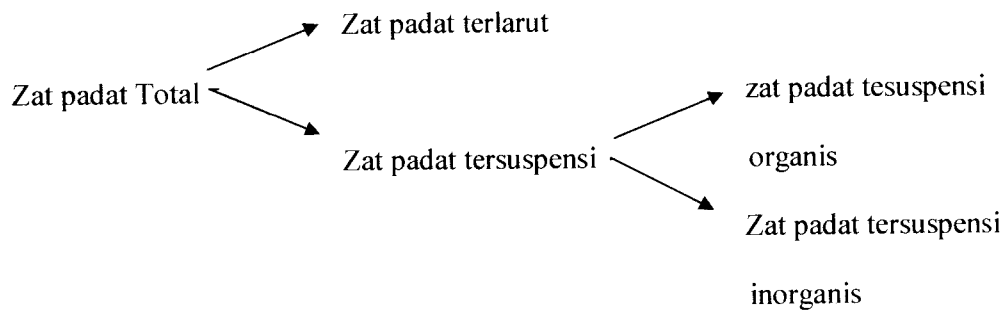 Zat padat terlarut
Zat padat Total
Zat padat tersuspensi
zat padat tesuspensi
organis
Zat padat tersuspensi
inorganis